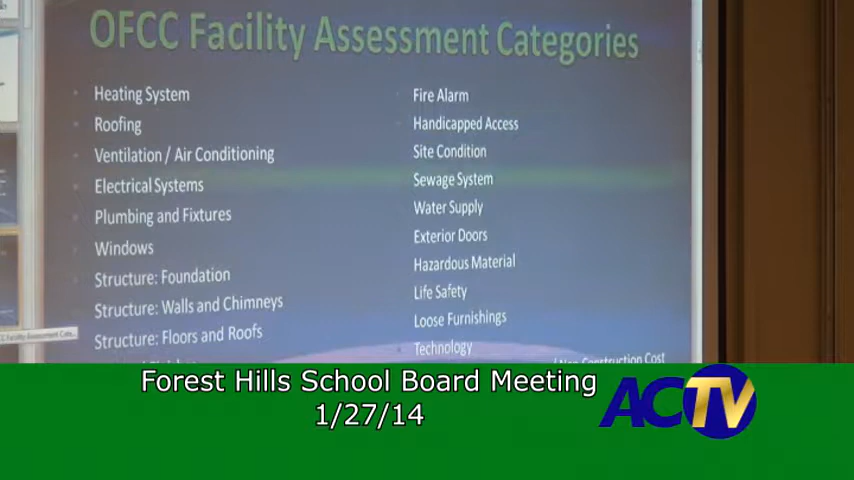 OFCC Facility Assessment Categories
Heating System
Roofing
Ventilation / Air Conditioning
Electrical Systems
Plumbing and Fixtures
Windows
Structure: Foundation
Structure: Walls and Chimneys
Structure: Floors and Roofs
Fire Alarm
Handicapped Access
Site Condition
Sewage System
Water Supply
Exterior Doors
Hazardous Material
Life Safety
Loose Furnishings
Technology
Construction Cost
Forest Hills School Board Meeting
1/27/14
ACTV